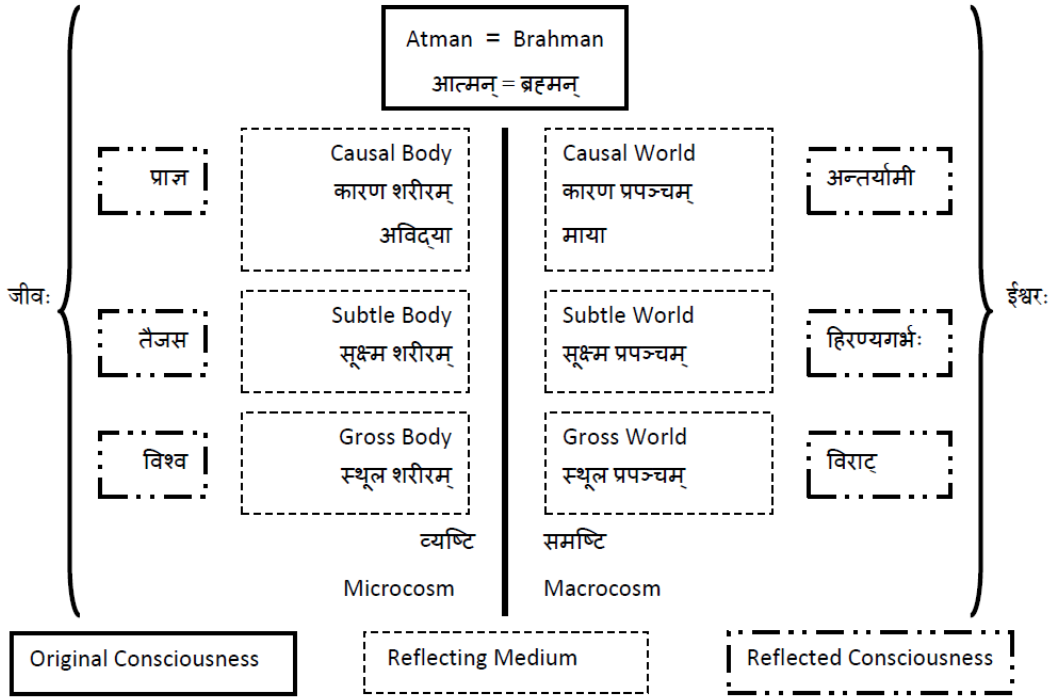 Atman = Brahman
आत्मन् = ब्रह्मन्
प्राज्ञ
Causal Body
कारण शरीरम्
अविद्या
Causal World
कारण प्रपञ्चम्
माया
अन्तर्यामी
जीवः
ईश्वरः
तैजस
Subtle Body
सूक्ष्म शरीरम्
Subtle World
सूक्ष्म प्रपञ्चम्
हिरण्यगर्भः
विश्व
Gross Body
स्थूल शरीरम्
Gross World
स्थूल प्रपञ्चम्
विराट्
व्यष्टि
समष्टि
Microcosm
Macrocosm
Original Consciousness
Reflecting Medium
Reflected Consciousness